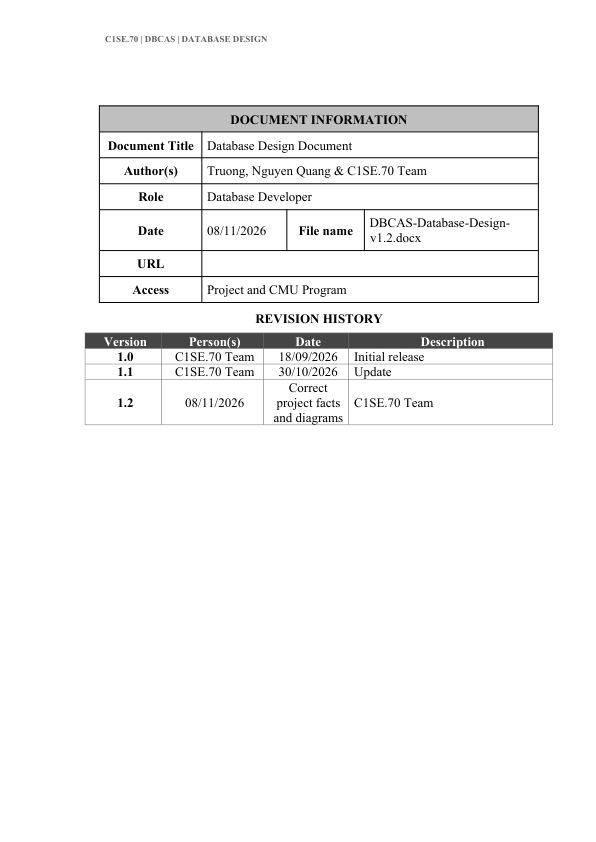 C1SE.70 | DBCAS | DATABASE DESIGN
DOCUMENT INFORMATION
Document Title Database Design Document
Author(s) Truong, Nguyen Quang & C1SE.70 Team
Role Database Developer
Date 08/11/2026 File name DBCAS-Database-Design-
v1.2.docx
URL
Access Project and CMU Program
REVISION HISTORY
Version Person(s) Date Description
1.0 C1SE.70 Team 18/09/2026 Initial release
1.1 C1SE.70 Team 30/10/2026 Update
1.2 08/11/2026 Correct
project facts
and diagrams C1SE.70 Team